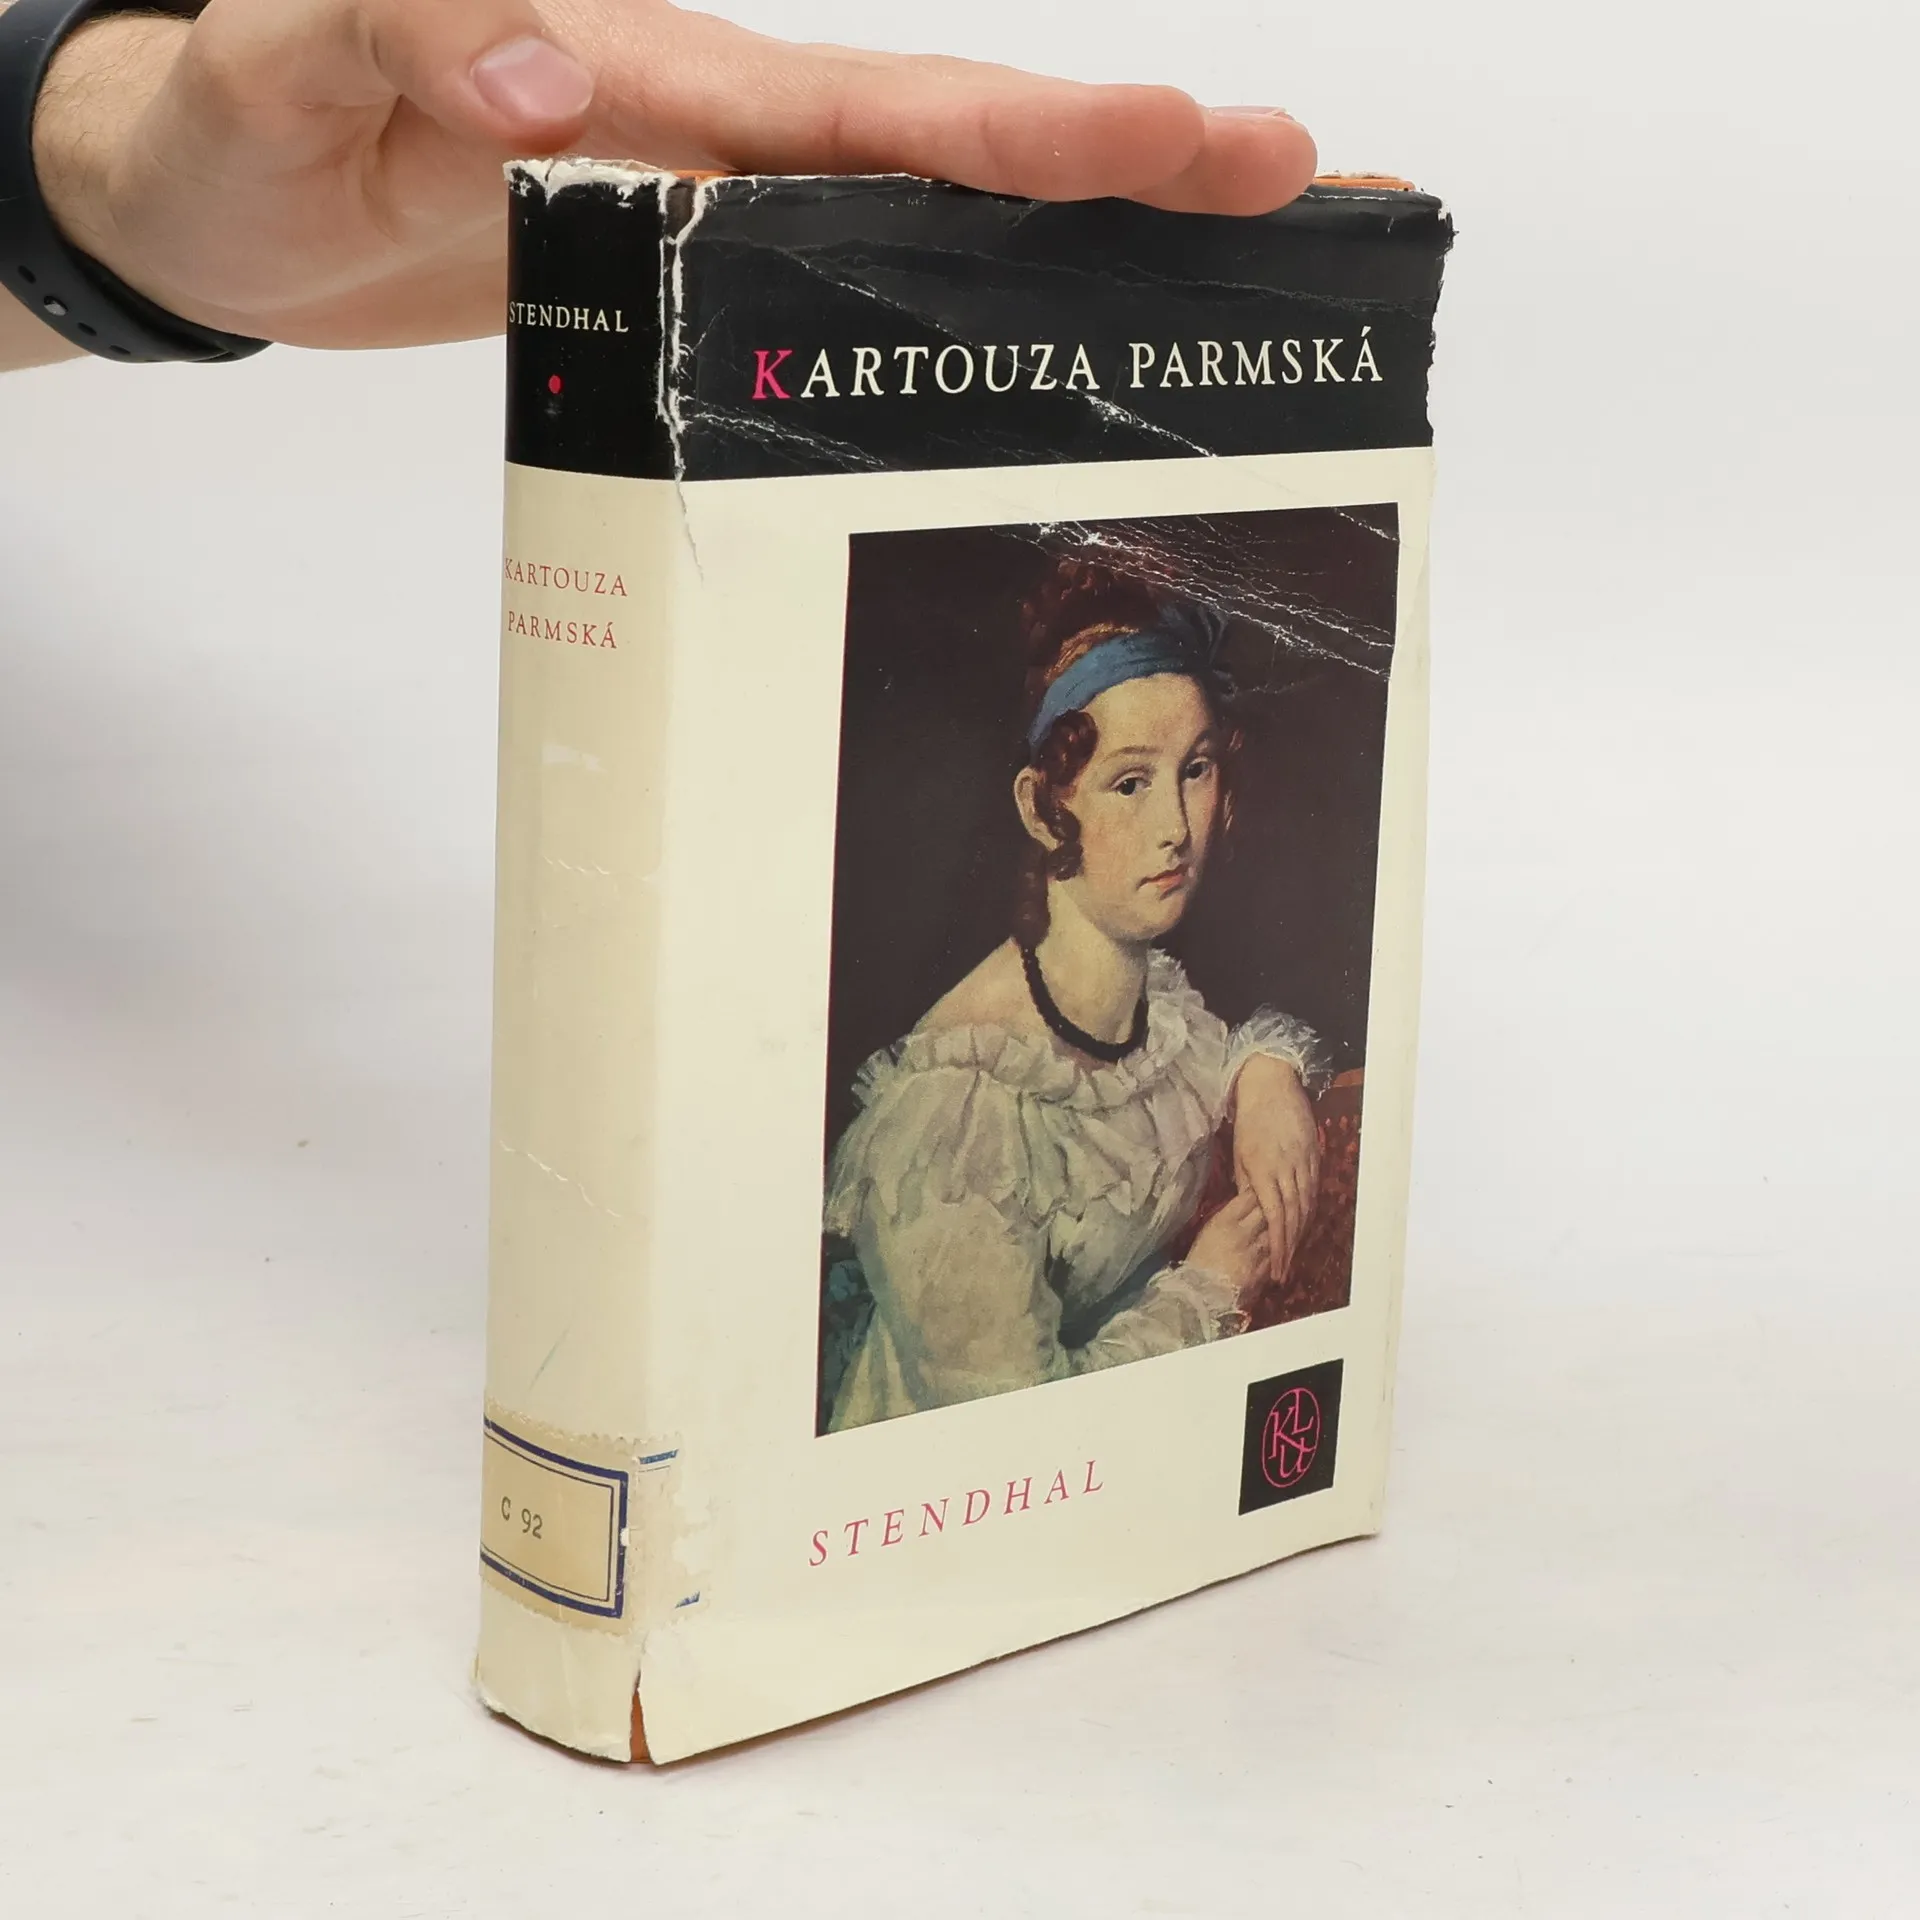 STENDHAL
KARTOUZA
PARMSKÁ
C 92
KARTOUZA PARMSKÁ
STENDHAL
KLU